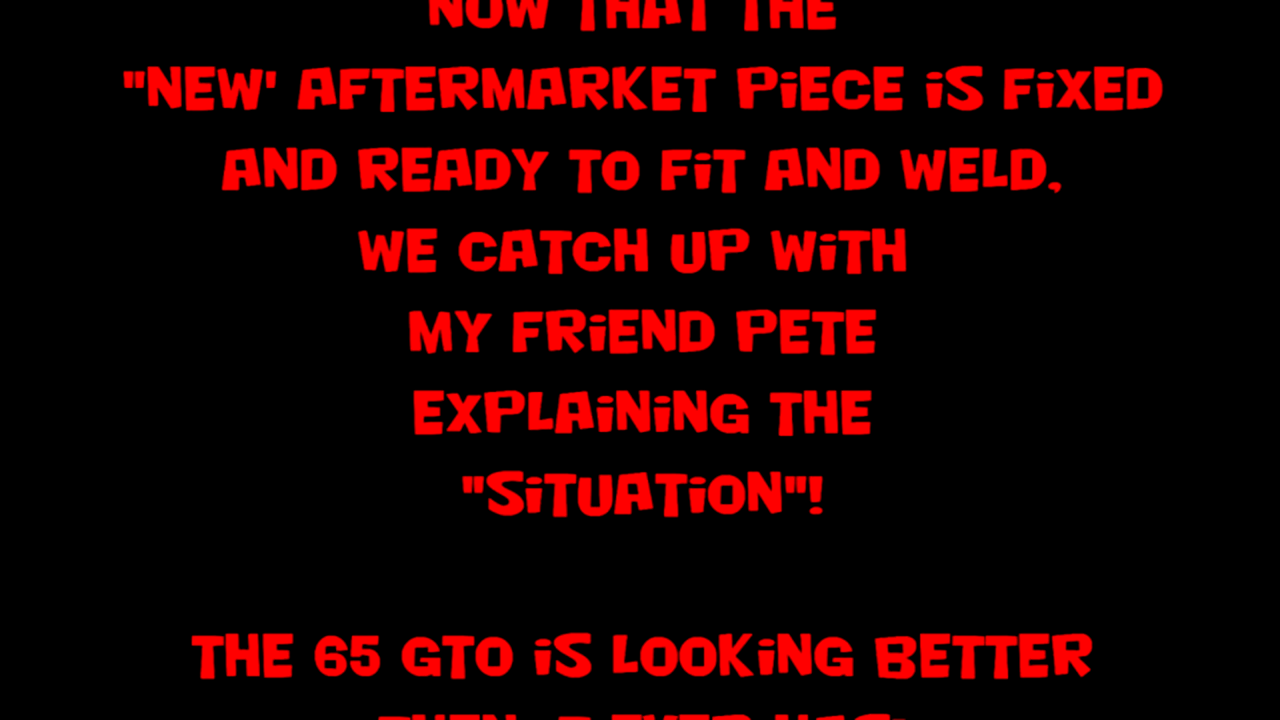 NOW THAT THE
"NEW' AFTERMARKET PiECE iS FiXED
AND READY TO FiT AND WELD,
WE CATCH UP WiTH
MY FRiEND PETE
EXPLAiNiNG THE
"SiTUATiON"!
THE 65 GTO iS LOOKiNG BETTER